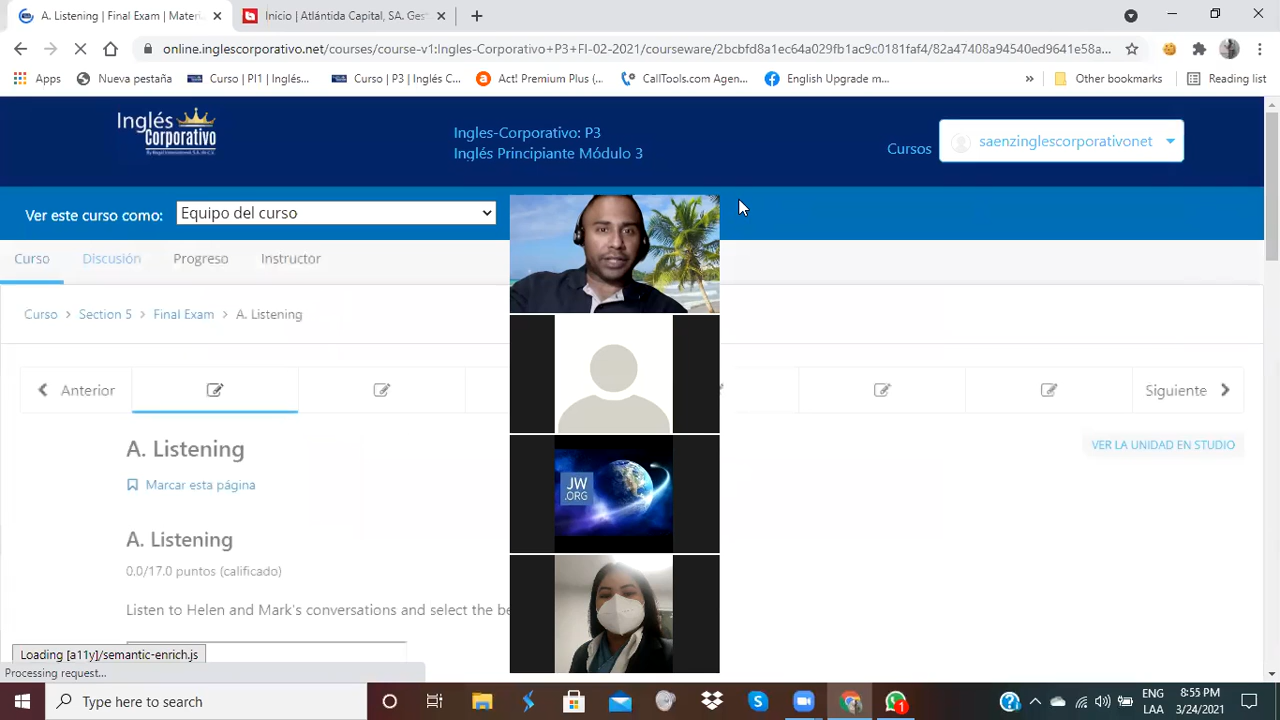 A. Listening | Final Exam | Mater
Inicio | Atlántida Capital, SA. Ges
online.inglescorporativo.net/courses/course-v1:Ingles-Corporativo+P3+FI-02-2021/courseware/2bcbfd8a1ec64a029fb1ac9c0181faf4/82a47408a94540ed9641e58a...
Apps
Nueva pestaña
Curso | PI1 | Inglés...
Curso | P3 | Inglés C...
Act! Premium Plus (...
CallTools.com Agen...
English Upgrade m...
»
Other bookmarks
Reading list
Inglés
Corporativo
Ingles-Corporativo: P3
Inglés Principiante Módulo 3
Cursos
saenzinglescorporativonet
Ver este curso como:
Equipo del curso
Curso
Discusión
Progreso
Instructor
Curso > Section 5 > Final Exam > A. Listening
Anterior
Siguiente
A. Listening
VER LA UNIDAD EN STUDIO
Marcar esta página
JW
.ORG
A. Listening
0.0/17.0 puntos (calificado)
Listen to Helen and Mark's conversations and select the be
Loading [a11y]/semantic-enrich.js
Processing request...
Type here to search
1
ENG
LAA
8:55 PM
3/24/2021